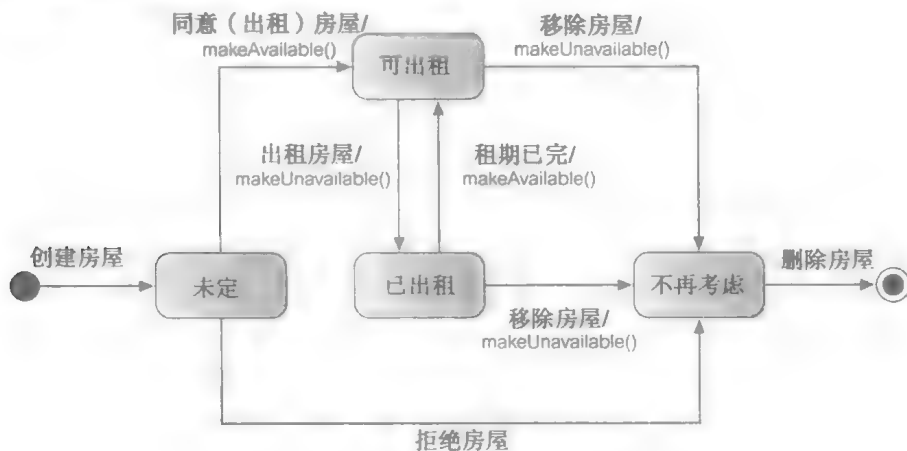 同意（出租）房屋/
makeAvailable()
移除房屋/
makeUnavailable()
可出租
出租房屋/
makeUnavailable()
租期已完/
makeAvailable()
创建房屋
未定
已出租
不再考虑
删除房屋
移除房屋/
makeUnavailable()
拒绝房屋